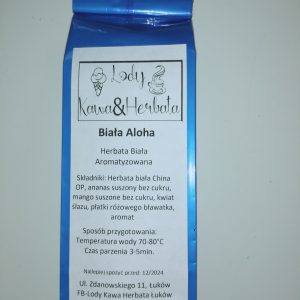 Lody
Kawa&Herbata
Biała Aloha
Herbata Biała
Aromatyzowana
Składniki: Herbata biała China
OP, ananas suszony bez cukru,
mango suszone bez cukru, kwiat
ślazu, płatki różowego bławatka,
aromat
Sposób przygotowania:
Temperatura wody 70-80°C
Czas parzenia 3-5min.
Najlepiej spożyć przed: 12/2024
Ul. Zdanowskiego 11, Łuków
FB-Lody Kawa Herbata Łuków